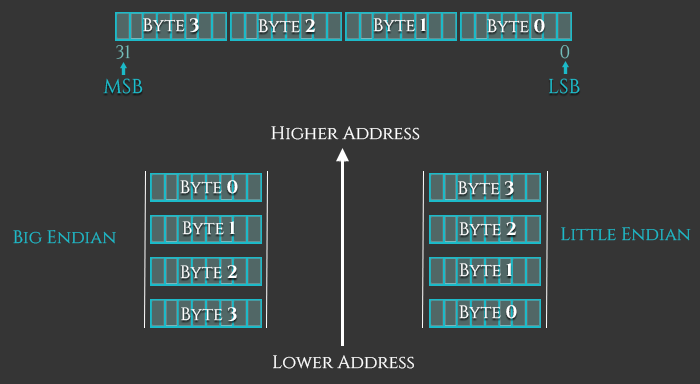 Byte 3 Byte 2 Byte 1 Byte 0
31 0
MSB LSB
Higher Address
Byte 0 Byte 3
Byte 1 Byte 2
Big Endian Little Endian
Byte 2 Byte 1
Byte 3 Byte 0
Lower Address